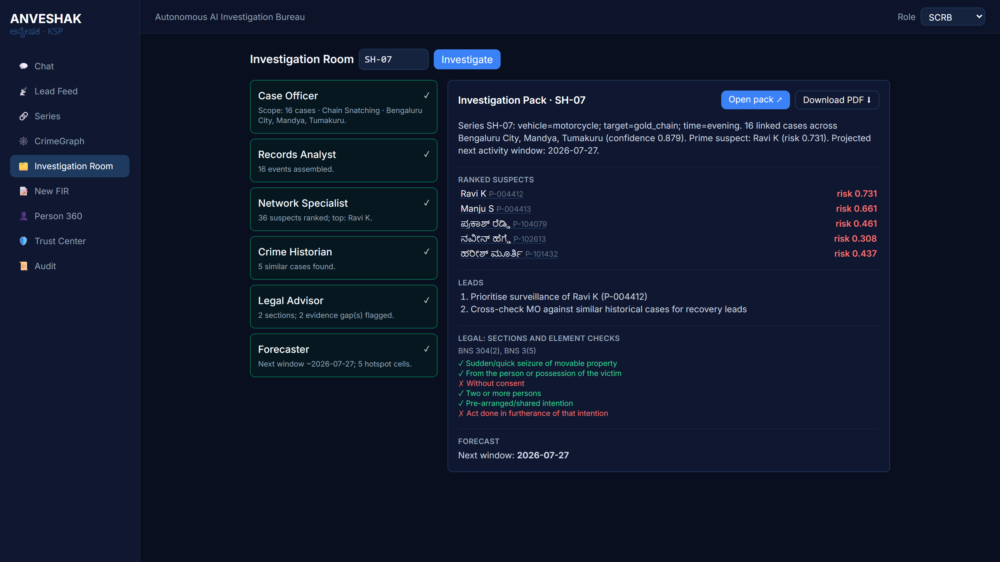 ANVESHAK
ಅನ್ವೇಷಕ · KSP
Chat
Lead Feed
Series
CrimeGraph
Investigation Room
New FIR
Person 360
Trust Center
Audit
Autonomous AI Investigation Bureau
Role SCRB
Investigation Room SH-07 Investigate
Case Officer ✓
Scope: 16 cases · Chain Snatching · Bengaluru
City, Mandya, Tumakuru.
Records Analyst ✓
16 events assembled.
Network Specialist ✓
36 suspects ranked; top: Ravi K.
Crime Historian ✓
5 similar cases found.
Legal Advisor ✓
2 sections; 2 evidence gap(s) flagged.
Forecaster ✓
Next window ~2026-07-27; 5 hotspot cells.
Investigation Pack · SH-07 Open pack ↗ Download PDF ⬇
Series SH-07: vehicle=motorcycle; target=gold_chain; time=evening. 16 linked cases across
Bengaluru City, Mandya, Tumakuru (confidence 0.879). Prime suspect: Ravi K (risk 0.731). Projected
next activity window: 2026-07-27.
RANKED SUSPECTS
Ravi K P-004412 risk 0.731
Manju S P-004413 risk 0.661
ಪ್ರಕಾಶ್ ರೆಡ್ಡಿ P-104079 risk 0.461
ನವೀನ್ ಹೆಗ್ಡೆ P-102613 risk 0.308
ಹರೀಶ್ ಮೂರ್ತಿ P-101432 risk 0.437
LEADS
1. Prioritise surveillance of Ravi K (P-004412)
2. Cross-check MO against similar historical cases for recovery leads
LEGAL: SECTIONS AND ELEMENT CHECKS
BNS 304(2), BNS 3(5)
✓ Sudden/quick seizure of movable property
✓ From the person or possession of the victim
✗ Without consent
✓ Two or more persons
✓ Pre-arranged/shared intention
✗ Act done in furtherance of that intention
FORECAST
Next window: 2026-07-27